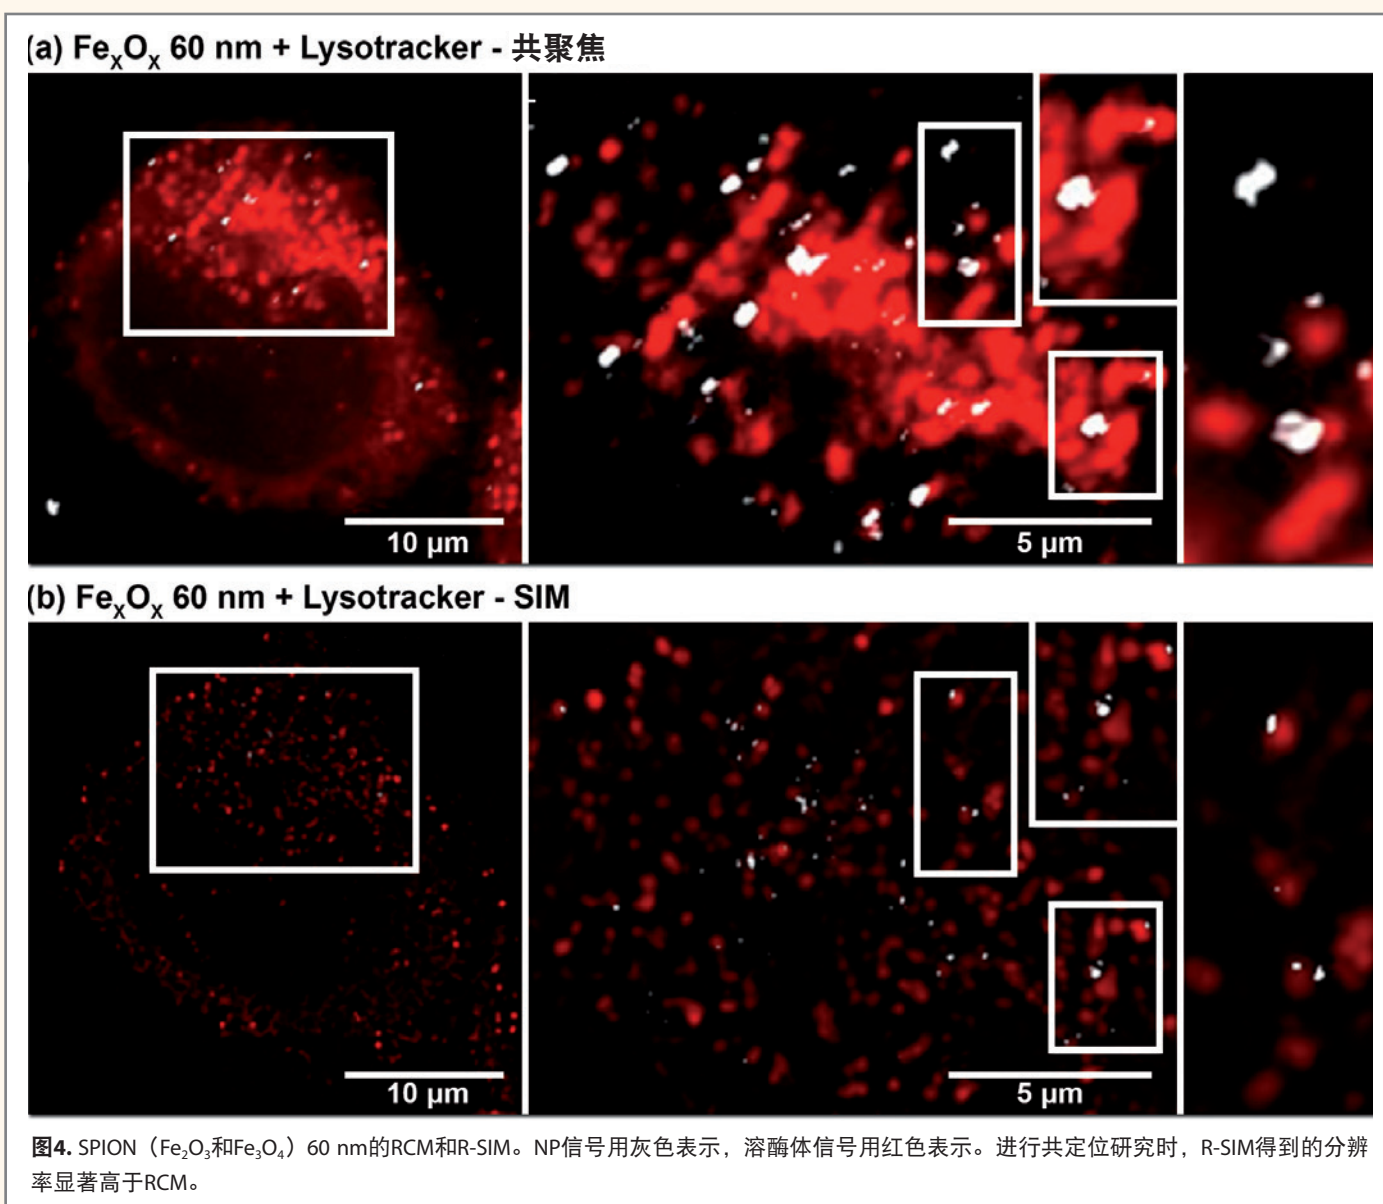 (a) FeₓOₓ 60 nm + Lysotracker - 共聚焦
10 µm
5 µm
(b) FeₓOₓ 60 nm + Lysotracker - SIM
10 µm
5 µm
图4. SPION（Fe₂O₃和Fe₃O₄）60 nm的RCM和R-SIM。NP信号用灰色表示，溶酶体信号用红色表示。进行共定位研究时，R-SIM得到的分辨
率显著高于RCM。